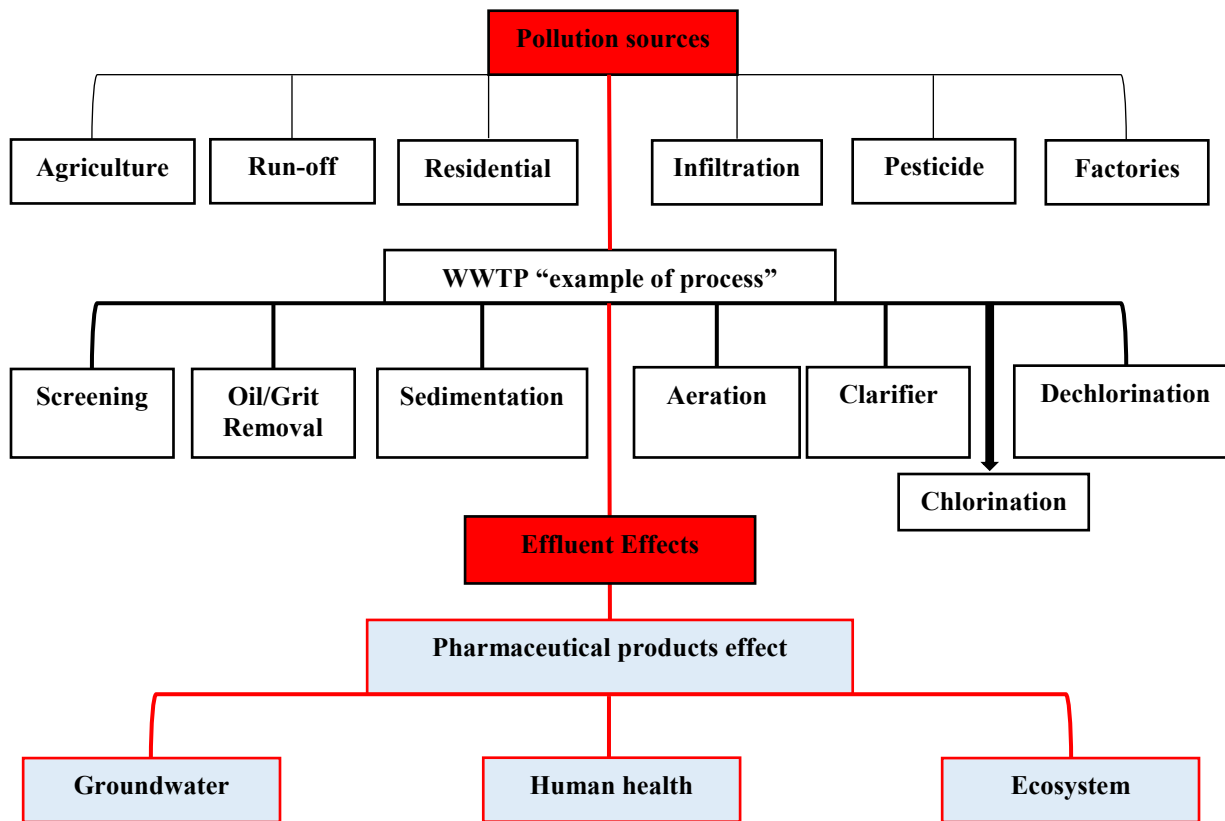 Pollution sources
Agriculture
Run-off
Residential
Infiltration
Pesticide
Factories
WWTP “example of process”
Screening
Oil/Grit
Removal
Sedimentation
Aeration
Clarifier
Dechlorination
Chlorination
Effluent Effects
Pharmaceutical products effect
Groundwater
Human health
Ecosystem